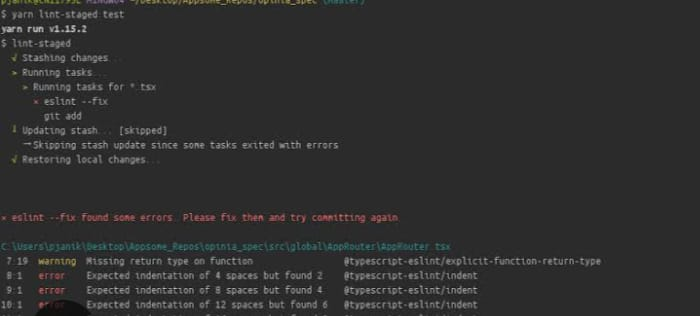 pjanik@CN11795L MINGW64 ~/Desktop/Appsome_Repos/opinia_spec (master)
$ yarn lint-staged test
yarn run v1.15.2
$ lint-staged
√ Stashing changes...
> Running tasks...
> Running tasks for *.tsx
× eslint --fix
git add
i Updating stash... [skipped]
→ Skipping stash update since some tasks exited with errors
√ Restoring local changes...
× eslint --fix found some errors. Please fix them and try committing again.
C:\Users\pjanik\Desktop\Appsome_Repos\opinia_spec\src\global\AppRouter\AppRouter.tsx
7:19 warning Missing return type on function @typescript-eslint/explicit-function-return-type
8:1 error Expected indentation of 4 spaces but found 2 @typescript-eslint/indent
9:1 error Expected indentation of 8 spaces but found 4 @typescript-eslint/indent
10:1 error Expected indentation of 12 spaces but found 6 @typescript-eslint/indent